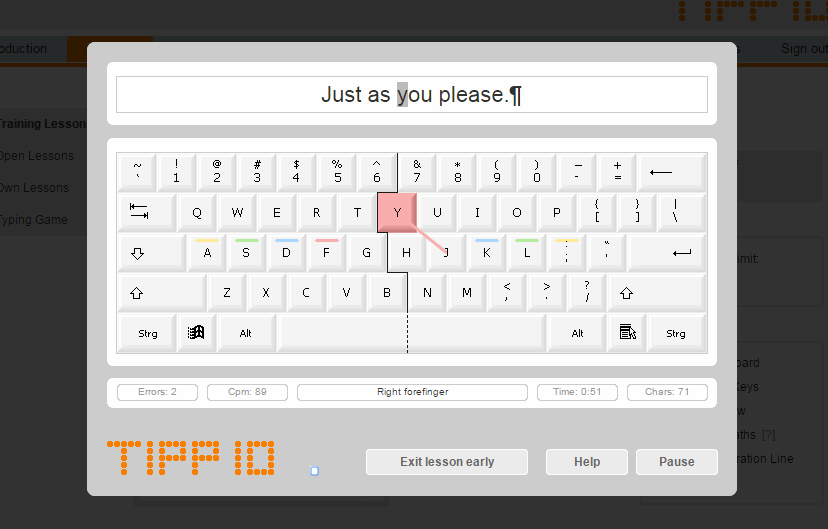 oduction
Sign out
Training Lesson
Open Lessons
Own Lessons
Typing Game
Just as you please.¶
~ ! @ # $ % ^ & * ( ) _ +
` 1 2 3 4 5 6 7 8 9 0 - =
Q W E R T Y U I O P { [ } ] | \
A S D F G H J K L : ; " '
Z X C V B N M < , > . ? /
Strg Alt Alt Strg
Errors: 2 Cpm: 89 Right forefinger Time: 0:51 Chars: 71
TIPP10
Exit lesson early Help Pause
imit:
oard
Keys
w
aths [?]
ration Line